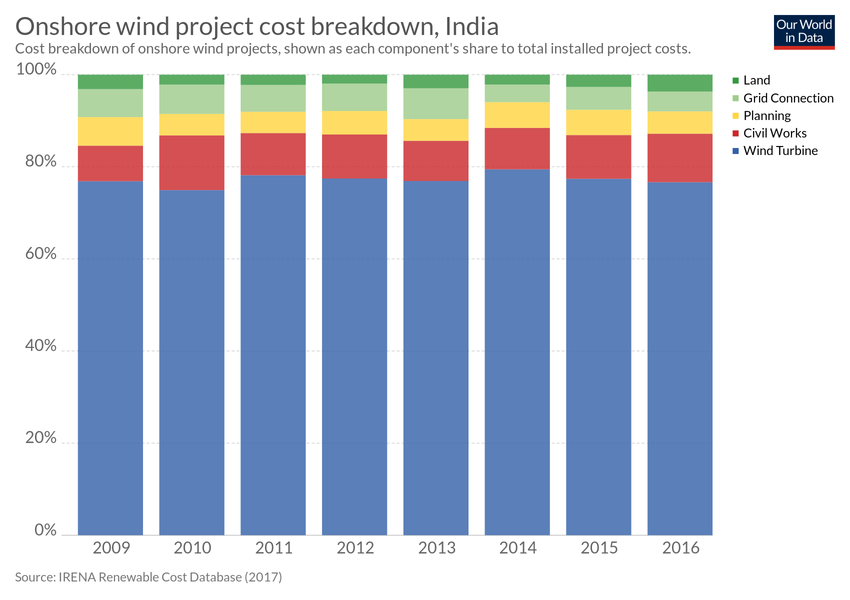 Onshore wind project cost breakdown, India
Cost breakdown of onshore wind projects, shown as each component's share to total installed project costs.
Our World
in Data
100%
80%
60%
40%
20%
0%
Land
Grid Connection
Planning
Civil Works
Wind Turbine
2009 2010 2011 2012 2013 2014 2015 2016
Source: IRENA Renewable Cost Database (2017)